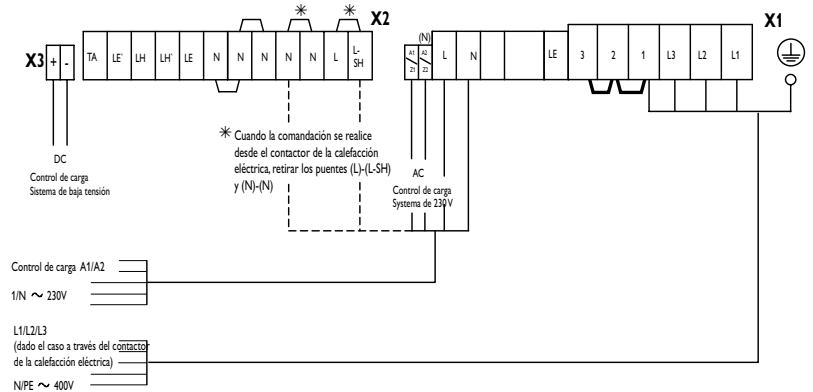 X2
X1
(N)
X3 + - TA LE' LH LH' LE N N N N N L L-SH
A1 A2 L N LE 3 2 1 L3 L2 L1
Z1 Z2
* *
* Cuando la comandación se realice
desde el contactor de la calefacción
eléctrica, retirar los puentes (L)-(L-SH)
y (N)-(N)
DC
Control de carga
Sistema de baja tensión
AC
Control de carga
Systema de 230 V
Control de carga A1/A2
1/N ~ 230V
L1/L2/L3
(dado el caso a través del contactor
de la calefacción eléctrica)
N/PE ~ 400V